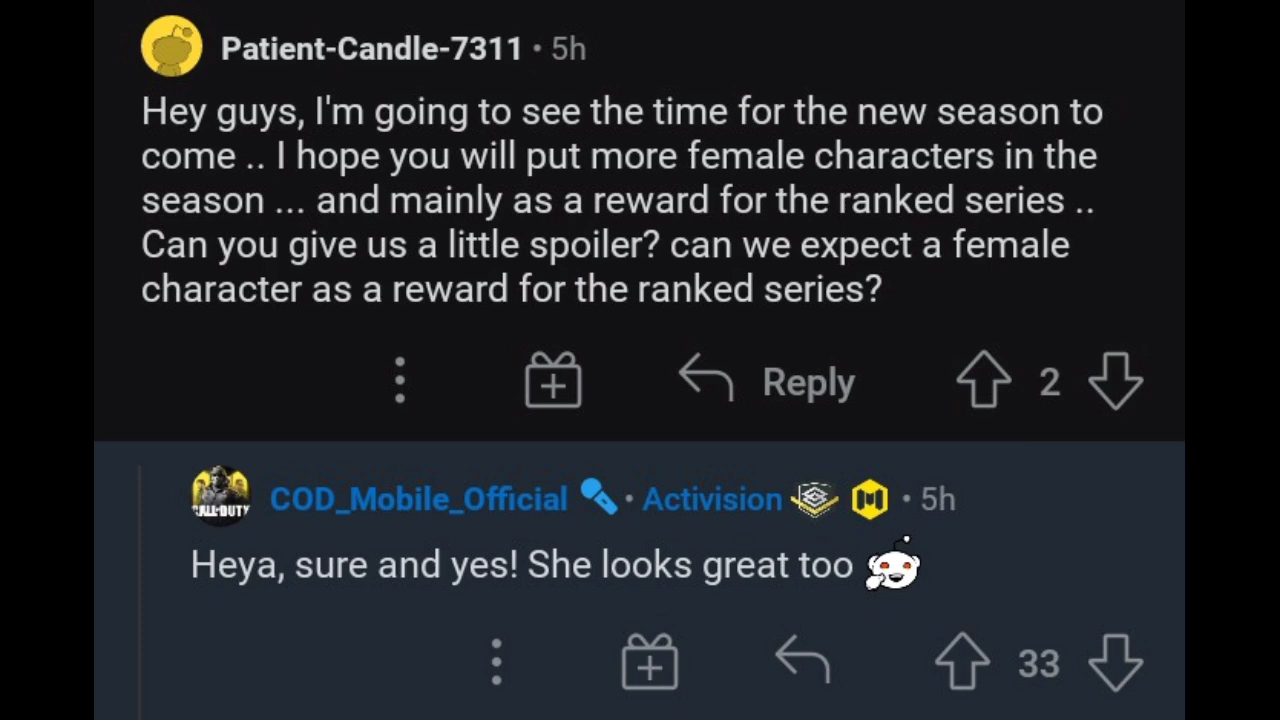 Patient-Candle-7311 • 5h
Hey guys, I'm going to see the time for the new season to
come .. I hope you will put more female characters in the
season ... and mainly as a reward for the ranked series ..
Can you give us a little spoiler? can we expect a female
character as a reward for the ranked series?
Reply 2
CALL·DUTY
COD_Mobile_Official • Activision • 5h
Heya, sure and yes! She looks great too
33